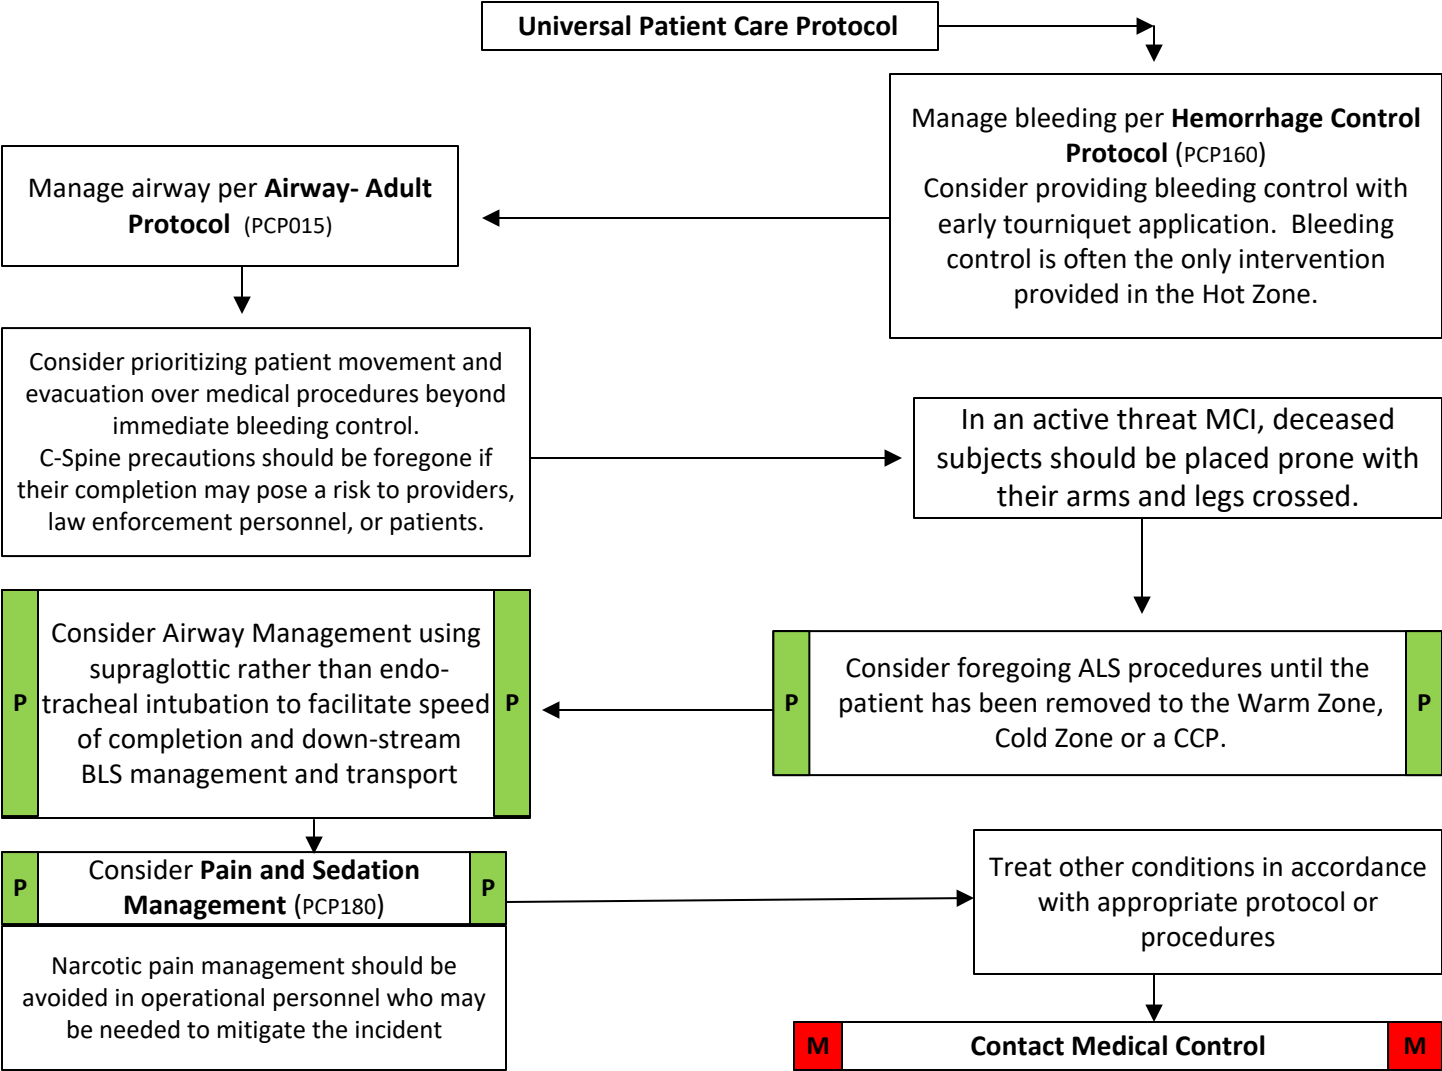 Universal Patient Care Protocol
Manage bleeding per Hemorrhage Control
Protocol (PCP160)
Consider providing bleeding control with
early tourniquet application.  Bleeding
control is often the only intervention
provided in the Hot Zone.
Manage airway per Airway- Adult
Protocol  (PCP015)
Consider prioritizing patient movement and
evacuation over medical procedures beyond
immediate bleeding control.
C-Spine precautions should be foregone if
their completion may pose a risk to providers,
law enforcement personnel, or patients.
In an active threat MCI, deceased
subjects should be placed prone with
their arms and legs crossed.
P
Consider foregoing ALS procedures until the
patient has been removed to the Warm Zone,
Cold Zone or a CCP.
P
P
Consider Airway Management using
supraglottic rather than endo-
tracheal intubation to facilitate speed
of completion and down-stream
BLS management and transport
P
P
Consider Pain and Sedation
Management (PCP180)
P
Narcotic pain management should be
avoided in operational personnel who may
be needed to mitigate the incident
Treat other conditions in accordance
with appropriate protocol or
procedures
M
Contact Medical Control
M